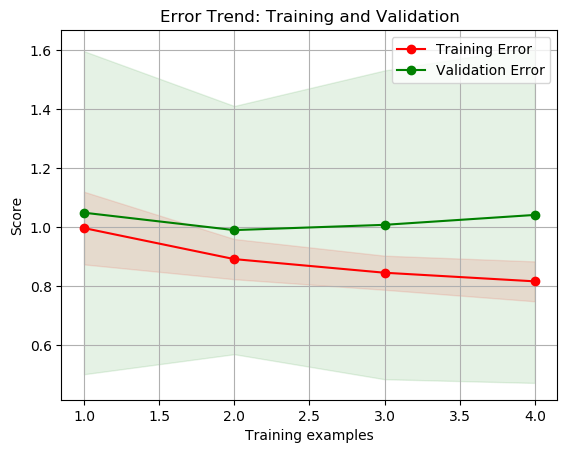 Error Trend: Training and Validation
Training Error
Validation Error
Score
1.6
1.4
1.2
1.0
0.8
0.6
1.0 1.5 2.0 2.5 3.0 3.5 4.0
Training examples